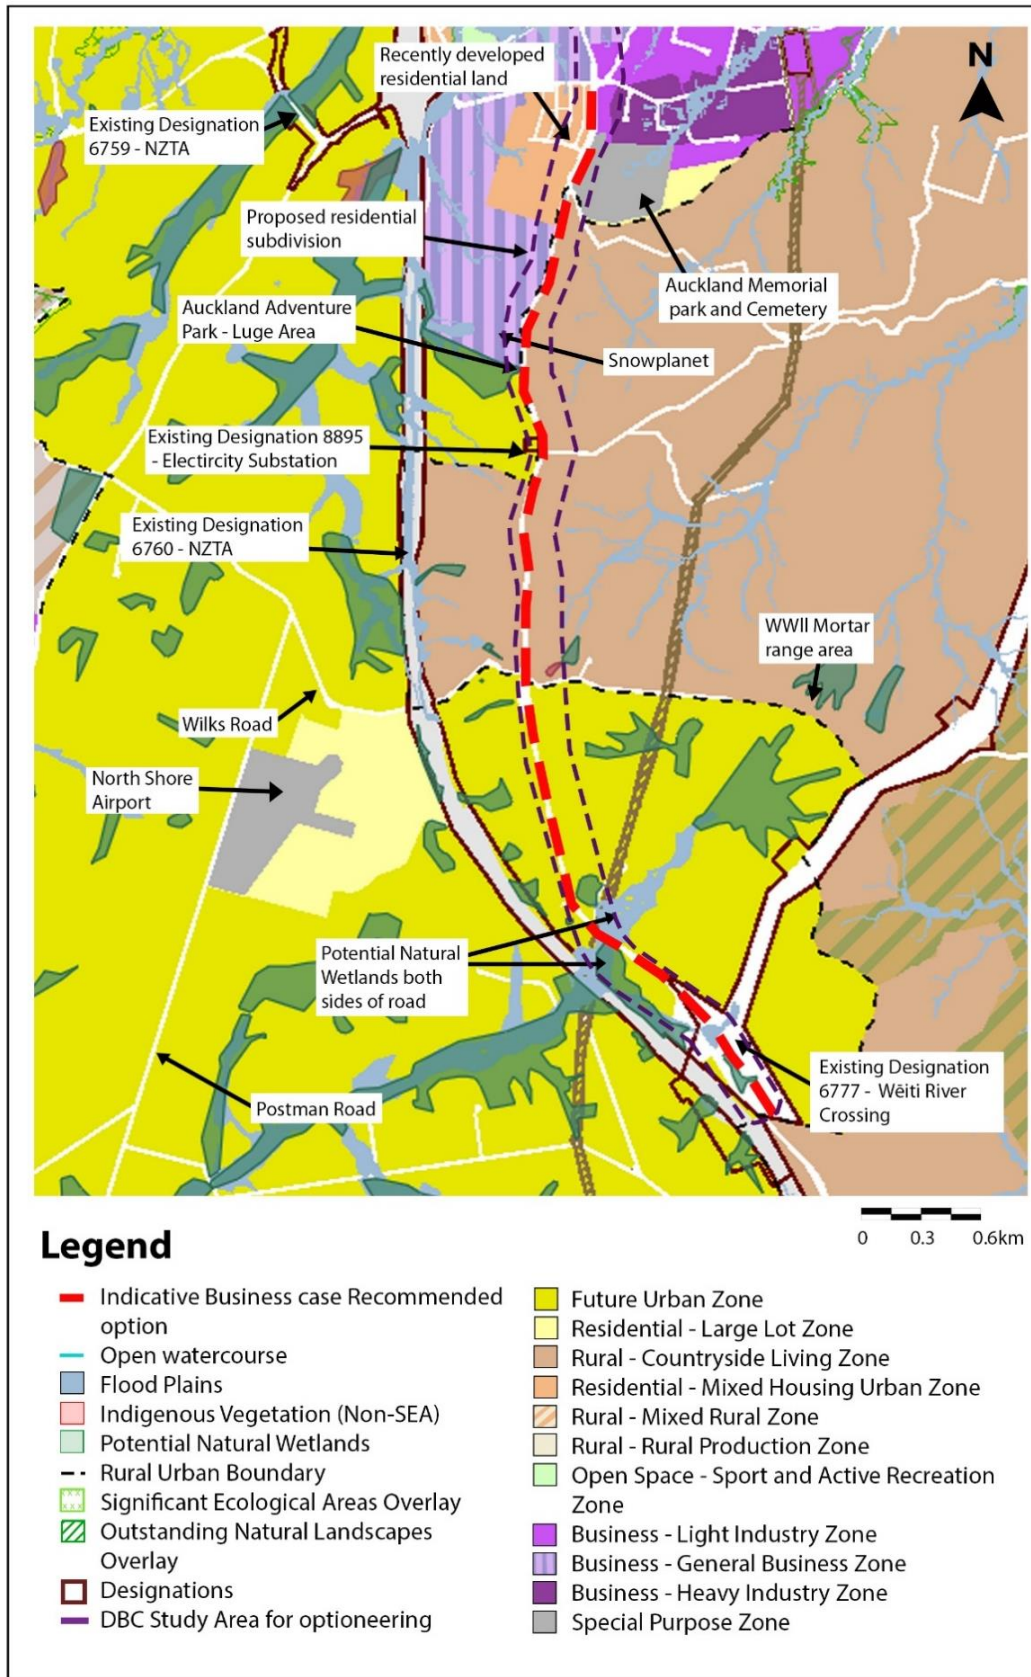 Recently developed
residential land
N
Existing Designation
6759 - NZTA
Proposed residential
subdivision
Auckland Memorial
park and Cemetery
Auckland Adventure
Park - Luge Area
Snowplanet
Existing Designation 8895
- Electircity Substation
Existing Designation
6760 - NZTA
WWll Mortar
range area
Wilks Road
North Shore
Airport
Potential Natural
Wetlands both
sides of road
Existing Designation
6777 - Wēiti River
Crossing
Postman Road
0 0.3 0.6km
Legend
Indicative Business case Recommended
option
Open watercourse
Flood Plains
Indigenous Vegetation (Non-SEA)
Potential Natural Wetlands
Rural Urban Boundary
Significant Ecological Areas Overlay
Outstanding Natural Landscapes
Overlay
Designations
DBC Study Area for optioneering
Future Urban Zone
Residential - Large Lot Zone
Rural - Countryside Living Zone
Residential - Mixed Housing Urban Zone
Rural - Mixed Rural Zone
Rural - Rural Production Zone
Open Space - Sport and Active Recreation
Zone
Business - Light Industry Zone
Business - General Business Zone
Business - Heavy Industry Zone
Special Purpose Zone